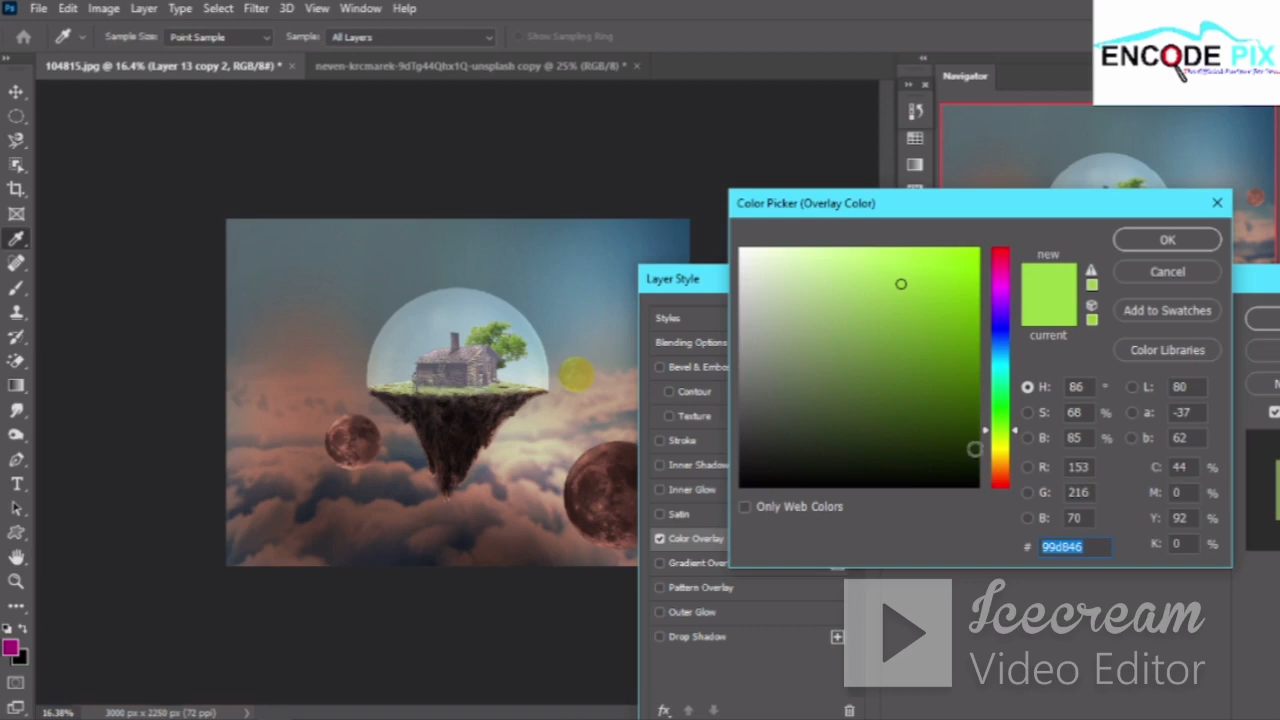 Ps File Edit Image Layer Type Select Filter 3D View Window Help
ENCODE PIX
Sample Size: Point Sample Sample: All Layers Show Sampling Ring
104815.jpg @ 16.4% (Layer 13 copy 2, RGB/8#) * × neven-krcmarek-9dTg44Qhx1Q-unsplash copy @ 25% (RGB/8) * ×
Navigator
Color Picker (Overlay Color)
new
current
OK
Cancel
Add to Swatches
Color Libraries
H: 86 ° L: 80
S: 68 % a: -37
B: 85 % b: 62
R: 153 C: 44 %
G: 216 M: 0 %
B: 70 Y: 92 %
# 99d846 K: 0 %
Only Web Colors
Layer Style
Styles
Blending Options
Bevel & Embos
Contour
Texture
Stroke
Inner Shadow
Inner Glow
Satin
Color Overlay
Gradient Over
Pattern Overlay
Outer Glow
Drop Shadow
fx
Icecream
Video Editor
16.38% 3000 px x 2250 px (72 ppi)